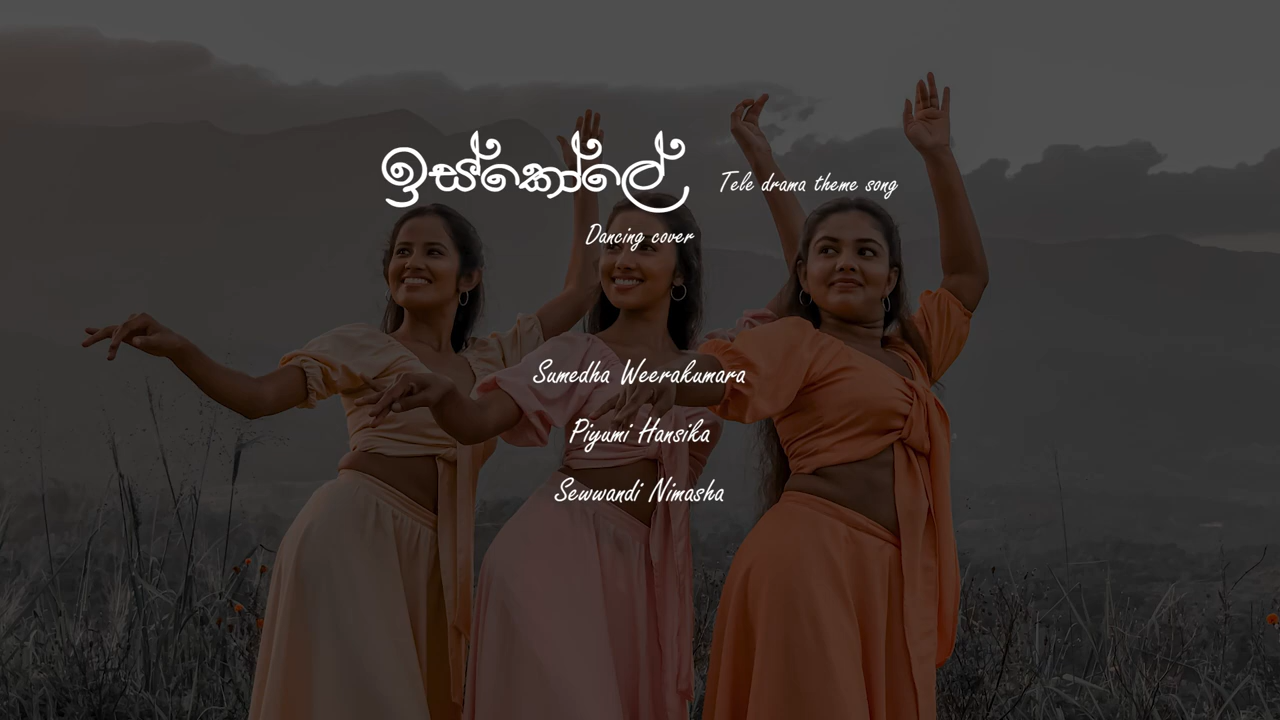 ඉස්කෝලේ Tele drama theme song
Dancing cover
Sumedha Weerakumara
Piyumi Hansika
Sewwandi Nimasha